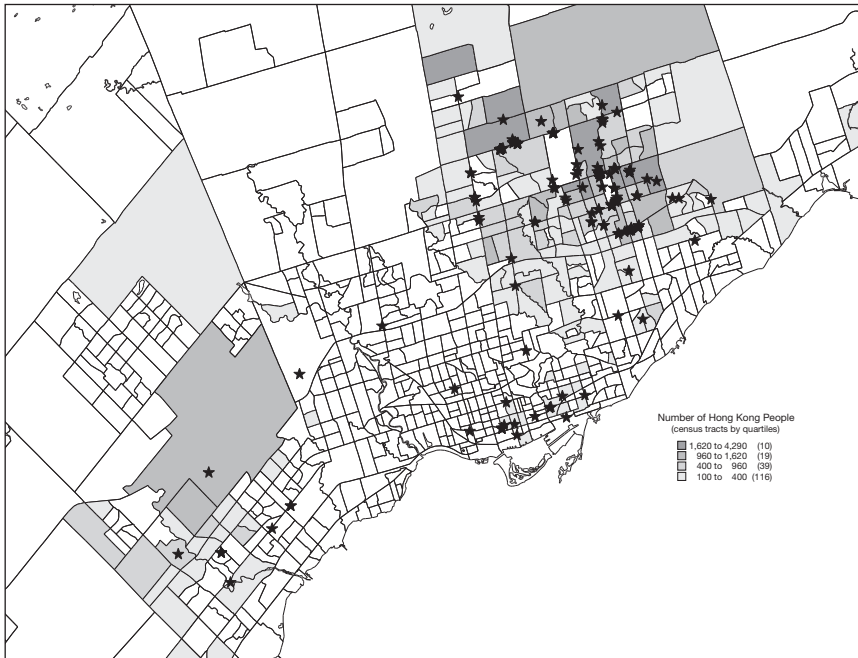 Number of Hong Kong People
(census tracts by quartiles)
1,620 to 4,290 (10)
960 to 1,620 (19)
400 to 960 (39)
100 to 400 (116)